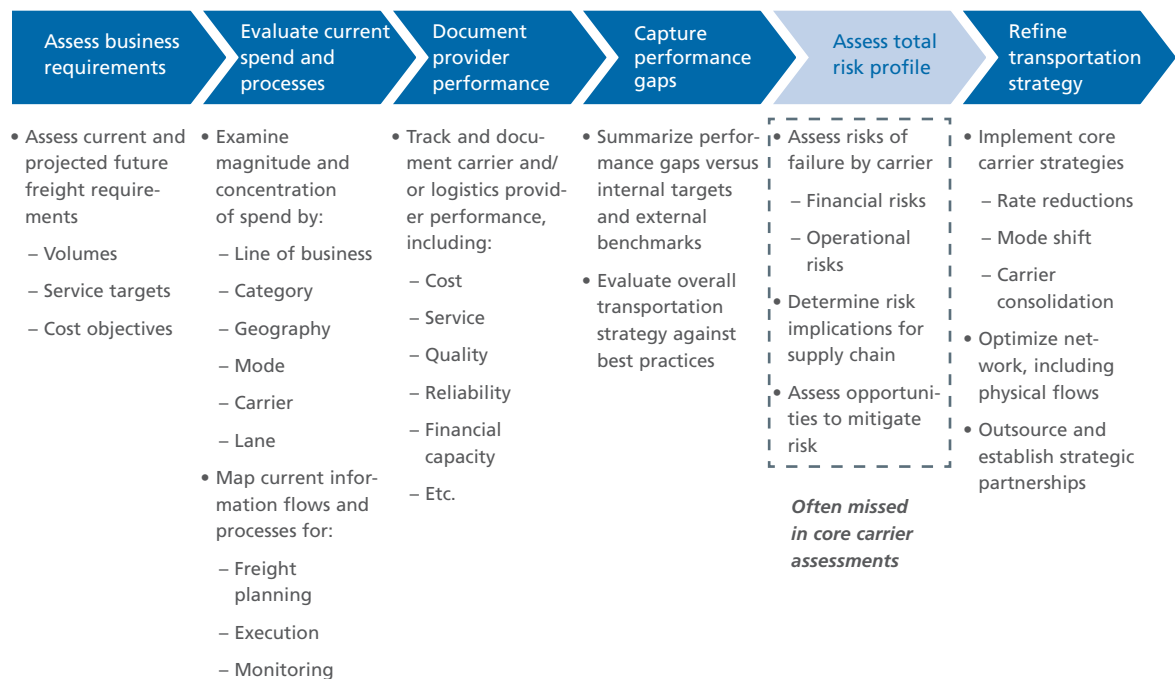 Assess business
requirements
Evaluate current
spend and
processes
Document
provider
performance
Capture
performance
gaps
Assess total
risk profile
Refine
transportation
strategy
• Assess current and
projected future
freight require-
ments
– Volumes
– Service targets
– Cost objectives
• Examine
magnitude and
concentration
of spend by:
– Line of business
– Category
– Geography
– Mode
– Carrier
– Lane
• Map current infor-
mation flows and
processes for:
– Freight
planning
– Execution
– Monitoring
• Track and docu-
ment carrier and/
or logistics provid-
er performance,
including:
– Cost
– Service
– Quality
– Reliability
– Financial
capacity
– Etc.
• Summarize perfor-
mance gaps versus
internal targets
and external
benchmarks
• Evaluate overall
transportation
strategy against
best practices
• Assess risks of
failure by carrier
– Financial risks
– Operational
risks
• Determine risk
implications for
supply chain
• Assess opportuni-
ties to mitigate
risk
Often missed
in core carrier
assessments
• Implement core
carrier strategies
– Rate reductions
– Mode shift
– Carrier
consolidation
• Optimize net-
work, including
physical flows
• Outsource and
establish strategic
partnerships